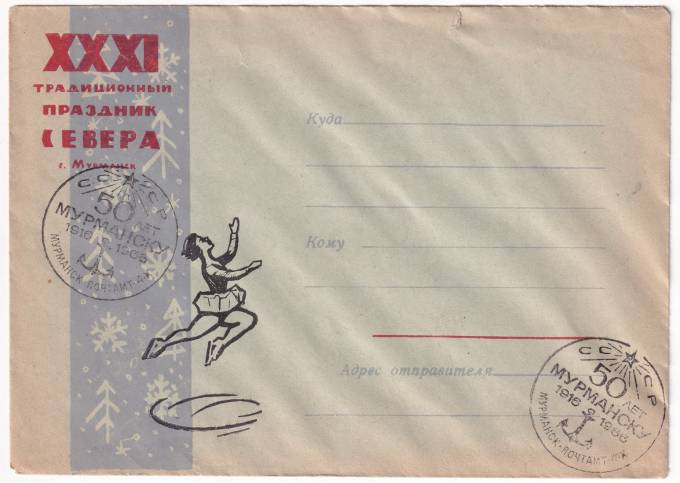 XXXI
ТРАДИЦИОННЫЙ
ПРАЗДНИК
СЕВЕРА
г. Мурманск
СССР
50 ЛЕТ
МУРМАНСКУ
1916 1966
МУРМАНСК-ПОЧТАМТ
Куда
Кому
Адрес отправителя
СССР
50 ЛЕТ
МУРМАНСКУ
1916 1966
МУРМАНСК-ПОЧТАМТ